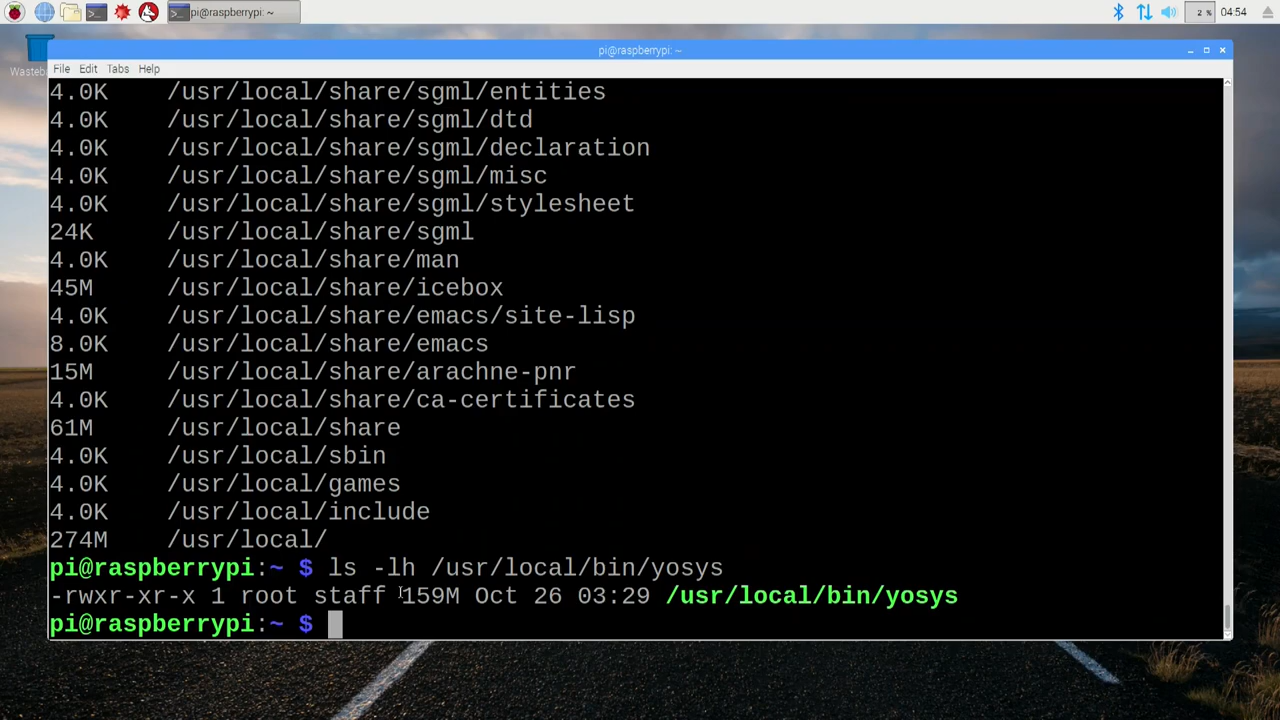 pi@raspberrypi: ~
2 %
04:54
pi@raspberrypi: ~
File Edit Tabs Help
4.0K /usr/local/share/sgml/entities
4.0K /usr/local/share/sgml/dtd
4.0K /usr/local/share/sgml/declaration
4.0K /usr/local/share/sgml/misc
4.0K /usr/local/share/sgml/stylesheet
24K /usr/local/share/sgml
4.0K /usr/local/share/man
45M /usr/local/share/icebox
4.0K /usr/local/share/emacs/site-lisp
8.0K /usr/local/share/emacs
15M /usr/local/share/arachne-pnr
4.0K /usr/local/share/ca-certificates
61M /usr/local/share
4.0K /usr/local/sbin
4.0K /usr/local/games
4.0K /usr/local/include
274M /usr/local/
pi@raspberrypi:~ $ ls -lh /usr/local/bin/yosys
-rwxr-xr-x 1 root staff 159M Oct 26 03:29 /usr/local/bin/yosys
pi@raspberrypi:~ $